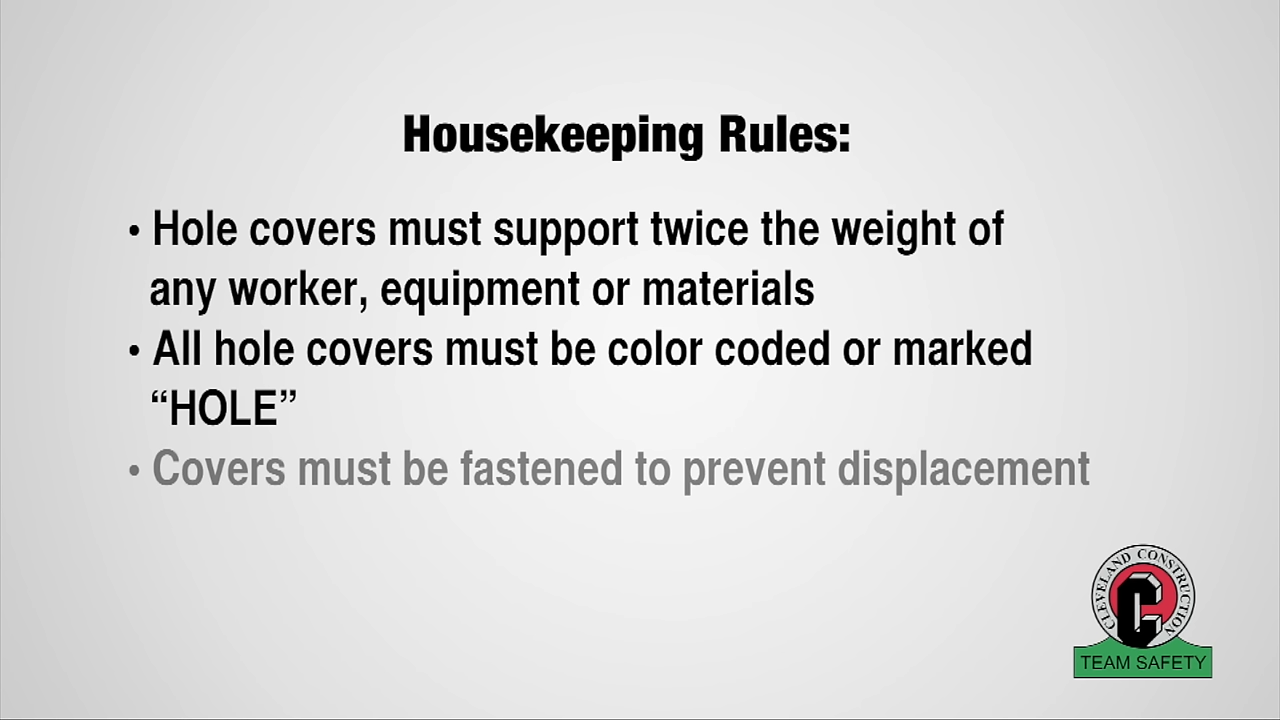 Housekeeping Rules:
• Hole covers must support twice the weight of
any worker, equipment or materials
• All hole covers must be color coded or marked
“HOLE”
• Covers must be fastened to prevent displacement
CLEVELAND CONSTRUCTION
C
TEAM SAFETY